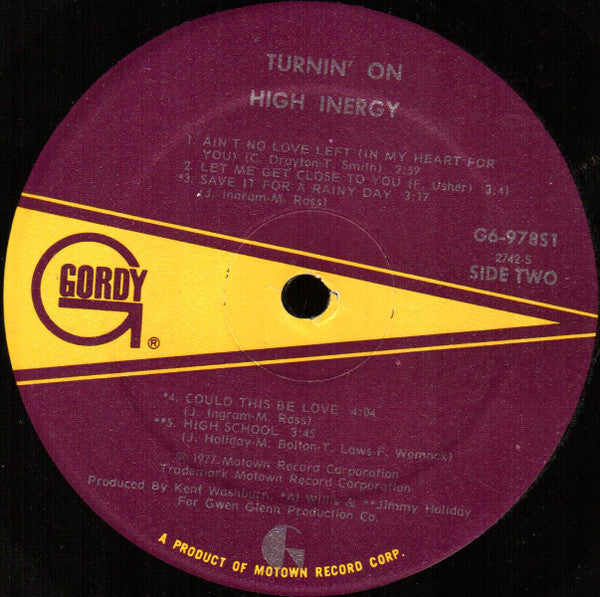 TURNIN' ON
HIGH INERGY
1. AIN'T NO LOVE LEFT (IN MY HEART FOR
YOU) (C. Drayton-T. Smith) 2:59
2. LET ME GET CLOSE TO YOU (F. Usher) 3:41
*3. SAVE IT FOR A RAINY DAY 3:17
(J. Ingram-M. Ross)
G6-978S1
2742-S
SIDE TWO
GORDY
®
*4. COULD THIS BE LOVE 4:04
(J. Ingram-M. Ross)
**5. HIGH SCHOOL 3:45
(J. Holiday-M. Bolton-T. Laws-F. Womack)
© 1977 Motown Record Corporation
Trademark Motown Record Corporation
Produced By Kent Washburn, *Al Willis & **Jimmy Holiday
For Gwen Glenn Production Co.
G
A PRODUCT OF MOTOWN RECORD CORP.